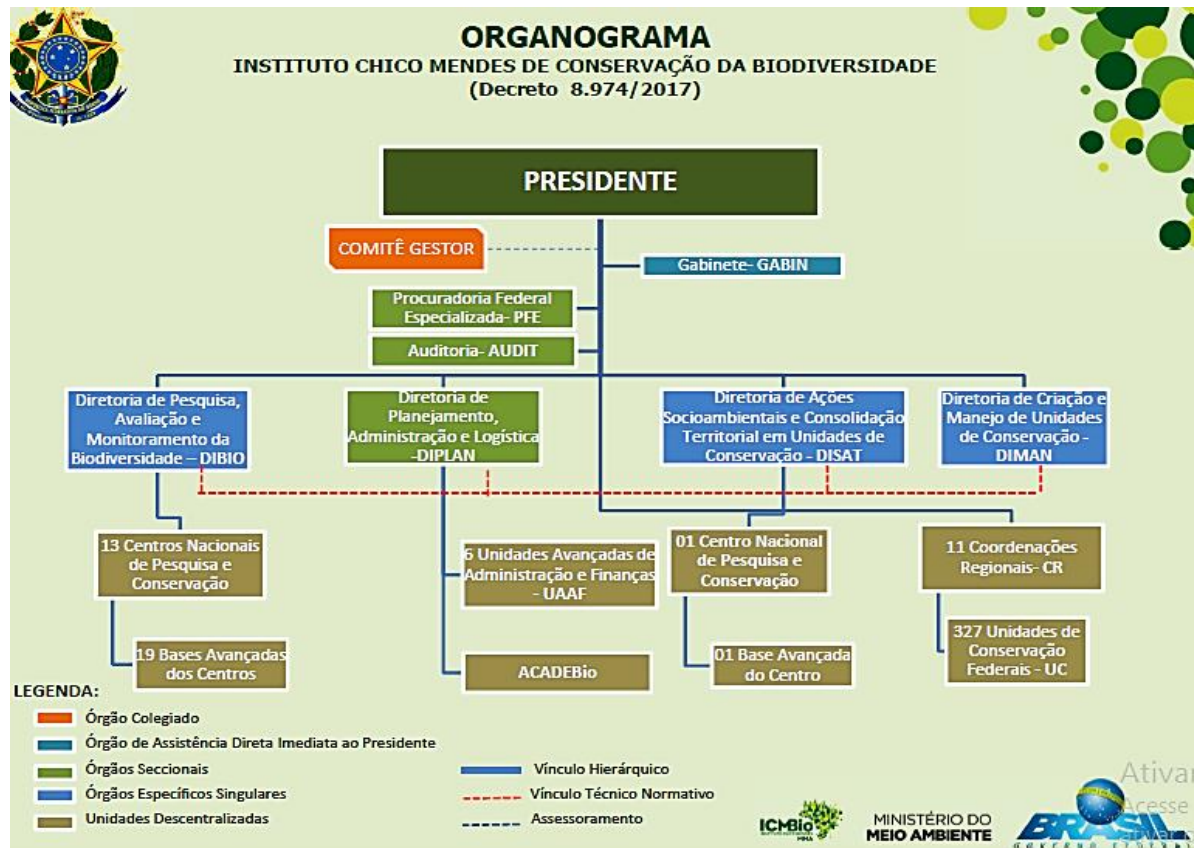 ORGANOGRAMA
INSTITUTO CHICO MENDES DE CONSERVAÇÃO DA BIODIVERSIDADE
(Decreto 8.974/2017)
PRESIDENTE
COMITÊ GESTOR
Gabinete- GABIN
Procuradoria Federal
Especializada- PFE
Auditoria- AUDIT
Diretoria de Pesquisa,
Avaliação e
Monitoramento da
Biodiversidade – DIBIO
Diretoria de
Planejamento,
Administração e Logística
-DIPLAN
Diretoria de Ações
Socioambientais e Consolidação
Territorial em Unidades de
Conservação - DISAT
Diretoria de Criação e
Manejo de Unidades
de Conservação -
DIMAN
13 Centros Nacionais
de Pesquisa e
Conservação
6 Unidades Avançadas de
Administração e Finanças
- UAAF
01 Centro Nacional
de Pesquisa e
Conservação
11 Coordenações
Regionais- CR
19 Bases Avançadas
dos Centros
ACADEBio
01 Base Avançada
do Centro
327 Unidades de
Conservação
Federais - UC
LEGENDA:
Órgão Colegiado
Órgão de Assistência Direta Imediata ao Presidente
Órgãos Seccionais
Órgãos Específicos Singulares
Unidades Descentralizadas
Vínculo Hierárquico
Vínculo Técnico Normativo
Assessoramento
ICMBio
MMA
MINISTÉRIO DO
MEIO AMBIENTE
BRASIL
GOVERNO FEDERAL
Ativar
Acesse
ativar